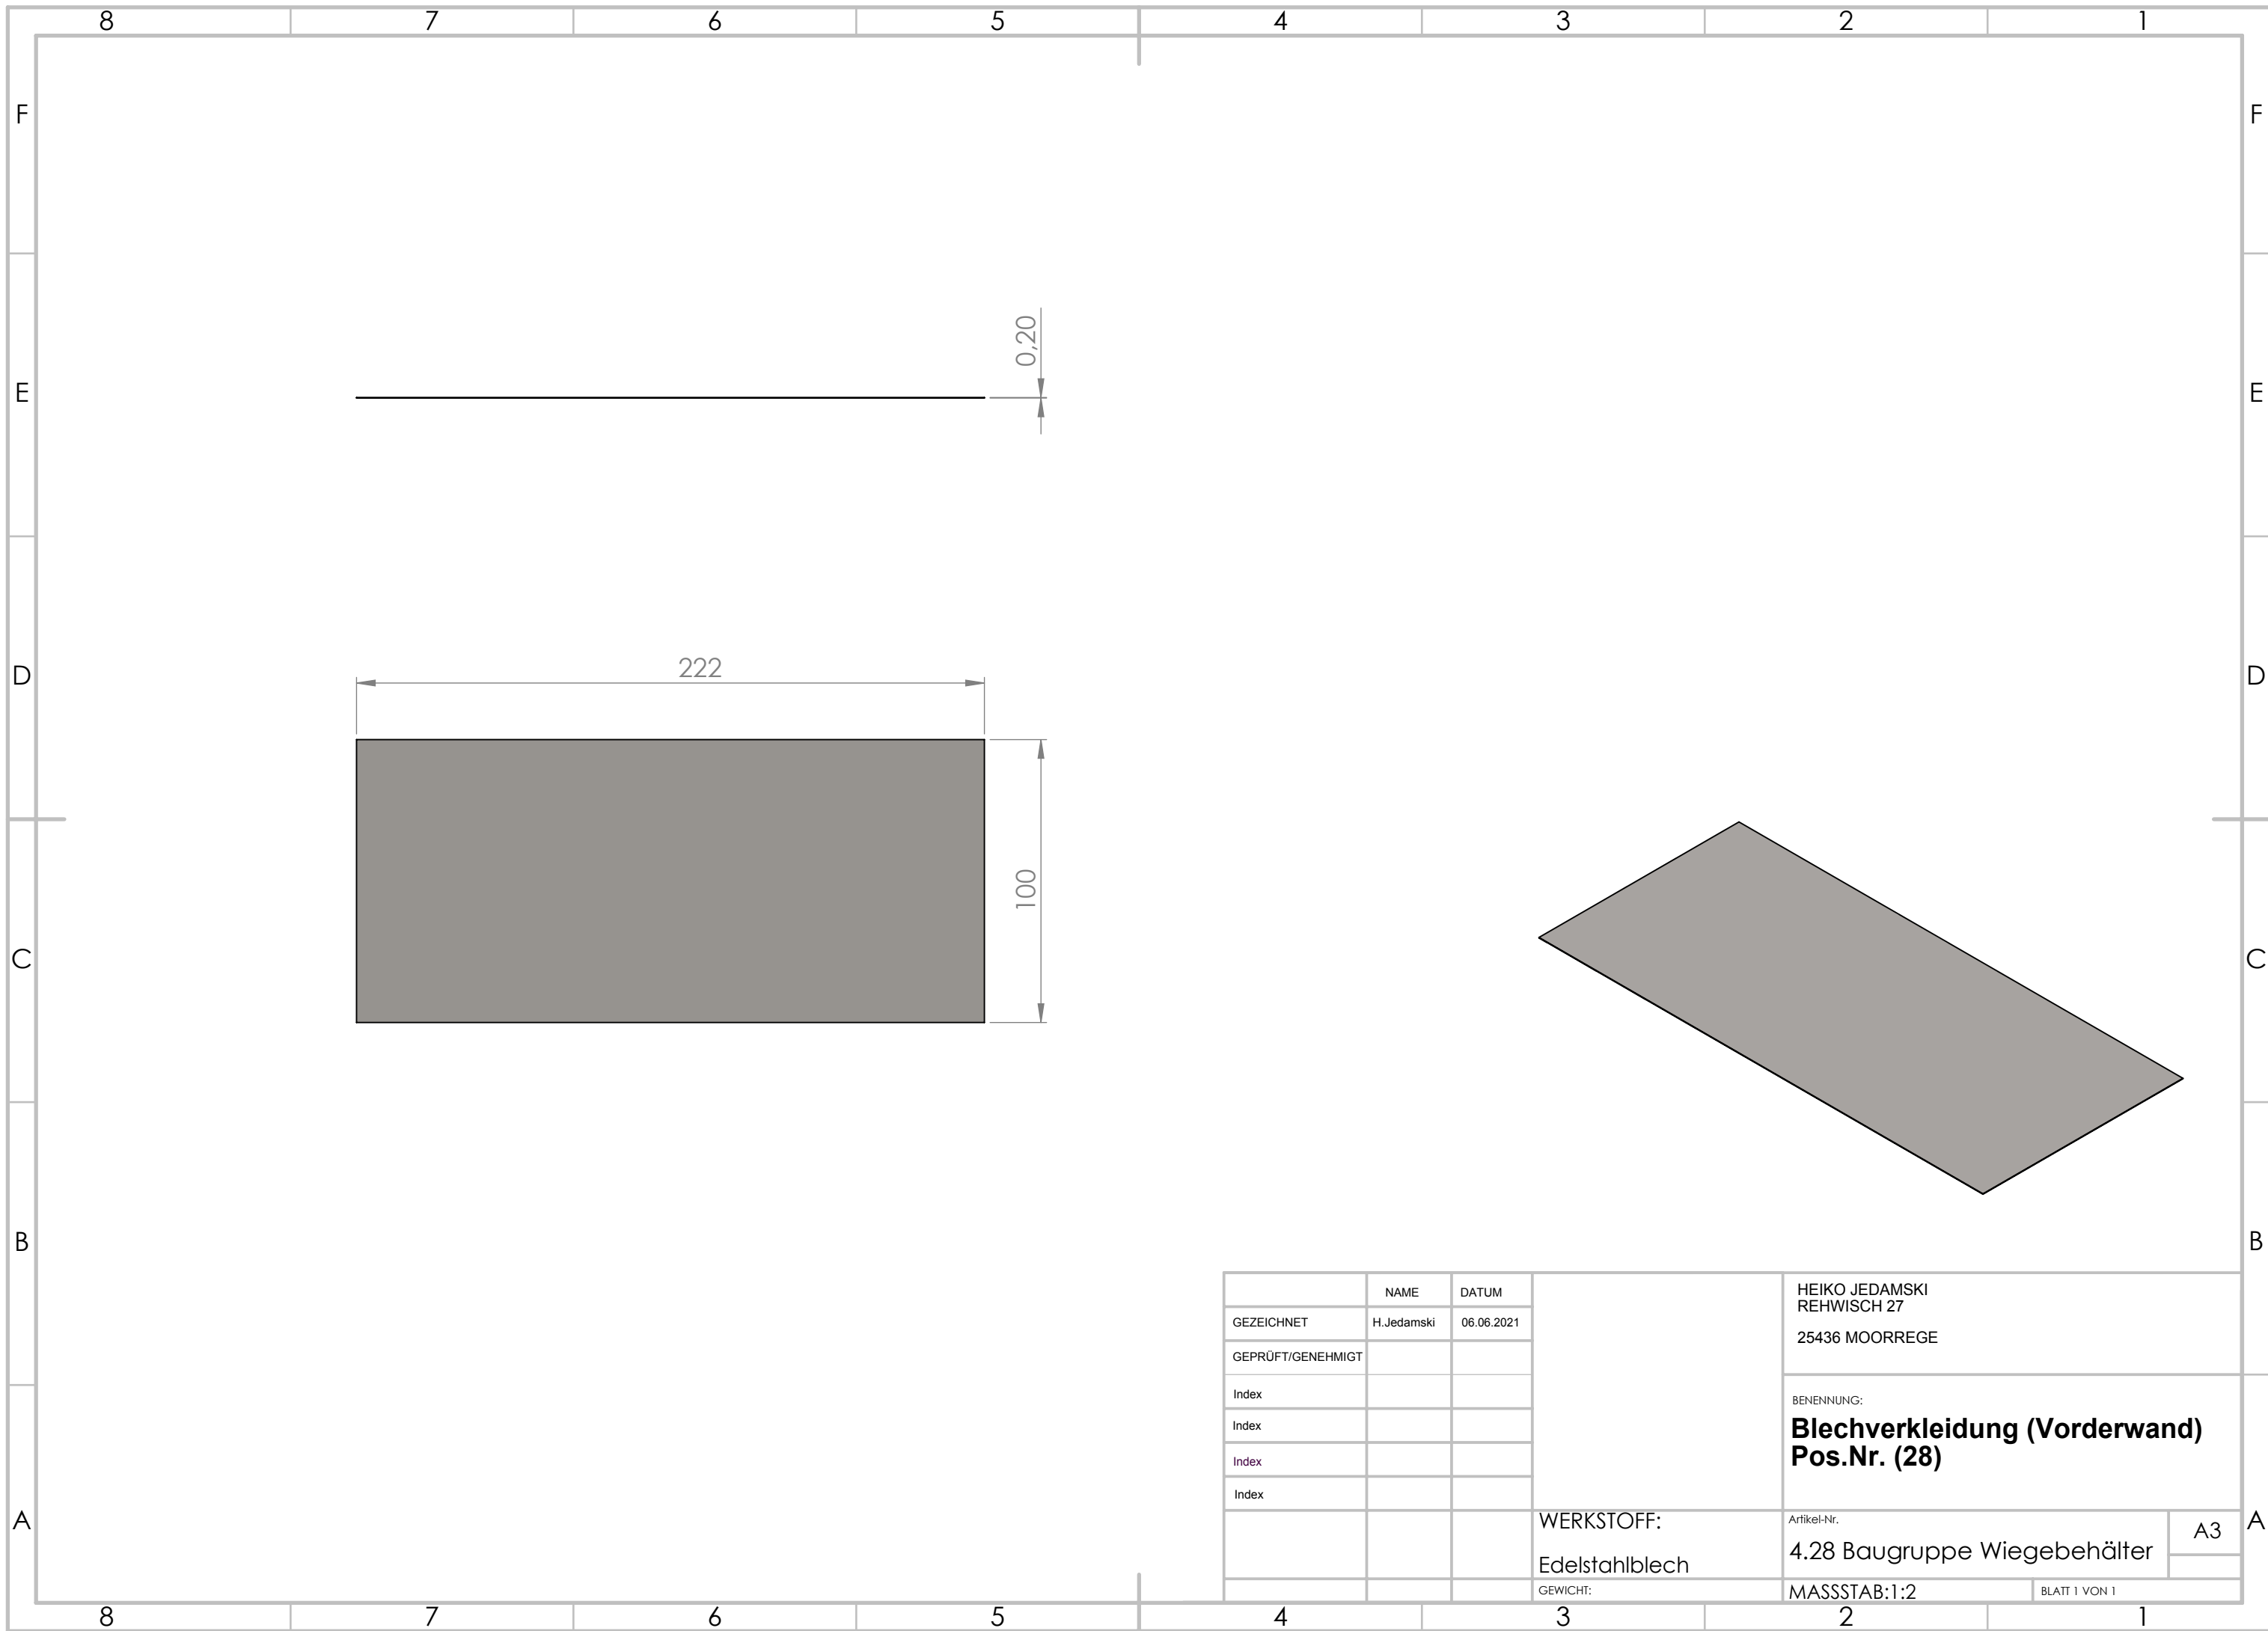 8 7 6 5 4 3 2 1
F F
0,20
E E
222
D D
100
C C
B B
NAME DATUM
GEZEICHNET H.Jedamski 06.06.2021
GEPRÜFT/GENEHMIGT
Index
Index
Index
Index
HEIKO JEDAMSKI
REHWISCH 27
25436 MOORREGE
BENENNUNG:
Blechverkleidung (Vorderwand)
Pos.Nr. (28)
A A
WERKSTOFF:
Edelstahlblech
GEWICHT:
Artikel-Nr.
4.28 Baugruppe Wiegebehälter
A3
MASSSTAB:1:2
BLATT 1 VON 1
8 7 6 5 4 3 2 1